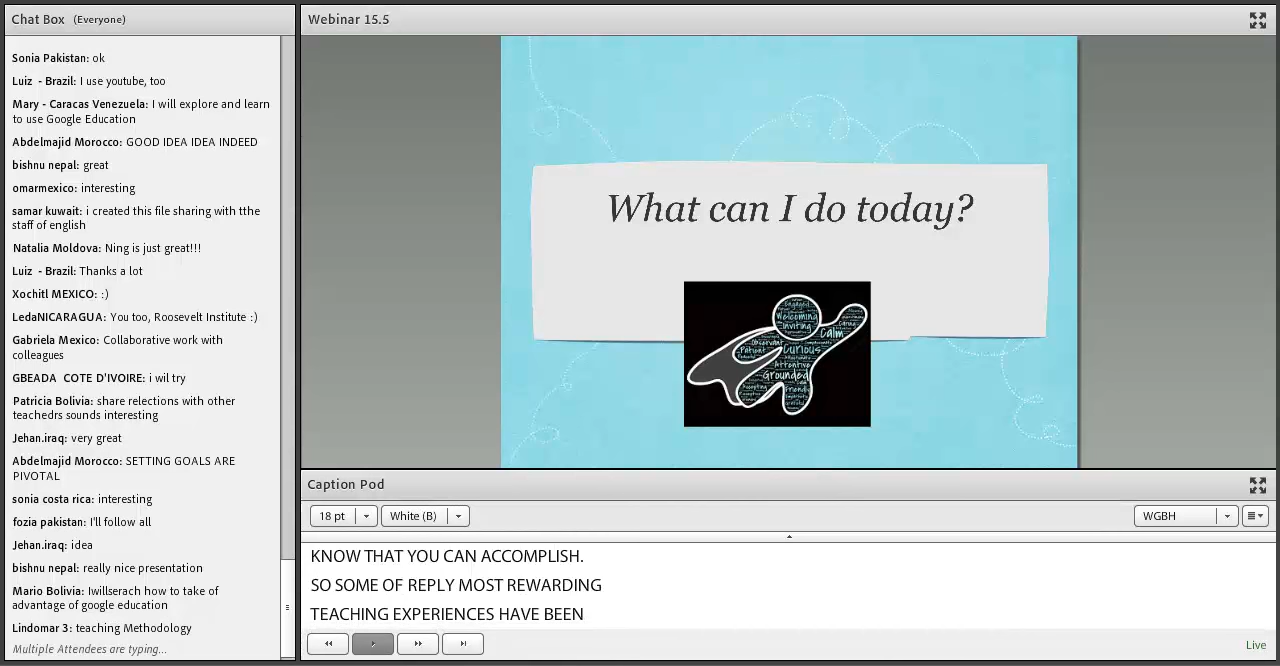 Chat Box (Everyone)
Sonia Pakistan: ok
Luiz - Brazil: I use youtube, too
Mary - Caracas Venezuela: I will explore and learn
to use Google Education
Abdelmajid Morocco: GOOD IDEA IDEA INDEED
bishnu nepal: great
omarmexico: interesting
samar kuwait: i created this file sharing with tthe
staff of english
Natalia Moldova: Ning is just great!!!
Luiz - Brazil: Thanks a lot
Xochitl MEXICO: :)
LedaNICARAGUA: You too, Roosevelt Institute :)
Gabriela Mexico: Collaborative work with
colleagues
GBEADA COTE D'IVOIRE: i wil try
Patricia Bolivia: share relections with other
teachedrs sounds interesting
Jehan.iraq: very great
Abdelmajid Morocco: SETTING GOALS ARE
PIVOTAL
sonia costa rica: interesting
fozia pakistan: I'll follow all
Jehan.iraq: idea
bishnu nepal: really nice presentation
Mario Bolivia: Iwillserach how to take of
advantage of google education
Lindomar 3: teaching Methodology
Multiple Attendees are typing...
Webinar 15.5
What can I do today?
Engaged
Welcoming
Inviting
Calm
Caring
Observant
Patient
Curious
Attentive
Grounded
Accepting
Friendly
Caption Pod
18 pt
White (B)
WGBH
KNOW THAT YOU CAN ACCOMPLISH.
SO SOME OF REPLY MOST REWARDING
TEACHING EXPERIENCES HAVE BEEN
Live